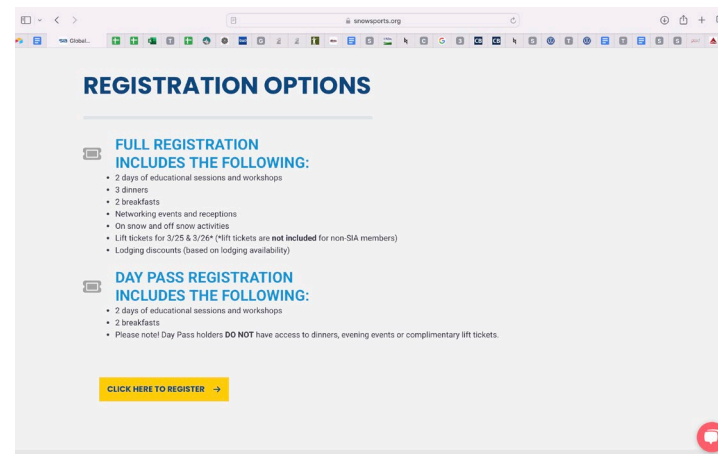 snowsports.org
SIA Global...
REGISTRATION OPTIONS
FULL REGISTRATION
INCLUDES THE FOLLOWING:
• 2 days of educational sessions and workshops
• 3 dinners
• 2 breakfasts
• Networking events and receptions
• On snow and off snow activities
• Lift tickets for 3/25 & 3/26* (*lift tickets are not included for non-SIA members)
• Lodging discounts (based on lodging availability)
DAY PASS REGISTRATION
INCLUDES THE FOLLOWING:
• 2 days of educational sessions and workshops
• 2 breakfasts
• Please note! Day Pass holders DO NOT have access to dinners, evening events or complimentary lift tickets.
CLICK HERE TO REGISTER →